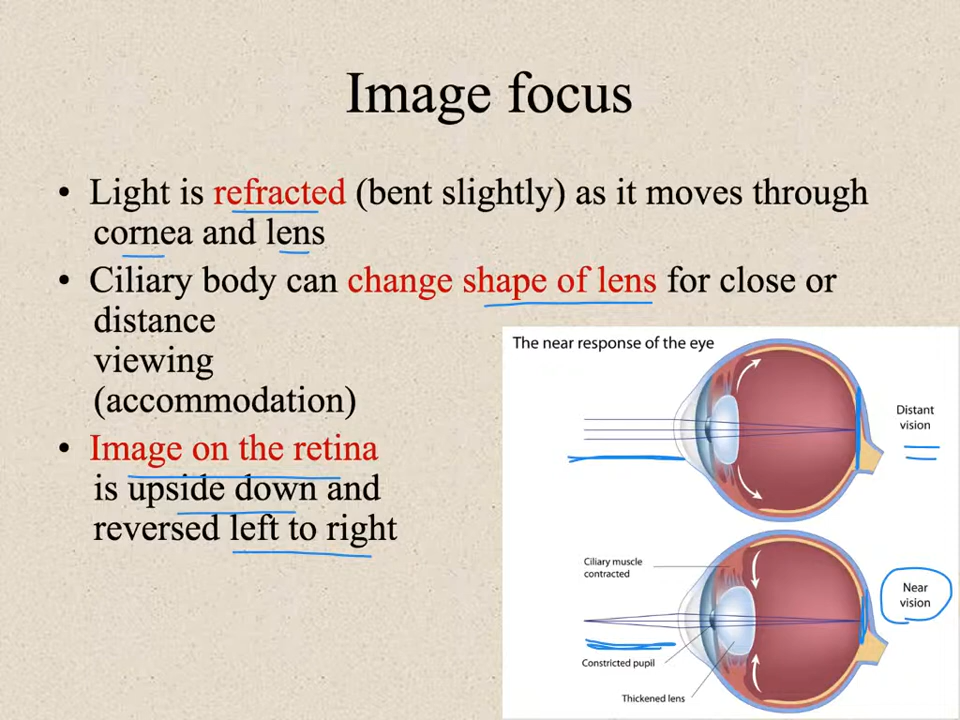 Image focus
• Light is refracted (bent slightly) as it moves through
cornea and lens
• Ciliary body can change shape of lens for close or
distance
viewing
(accommodation)
• Image on the retina
is upside down and
reversed left to right
The near response of the eye
Distant
vision
Ciliary muscle
contracted
Near
vision
Constricted pupil
Thickened lens